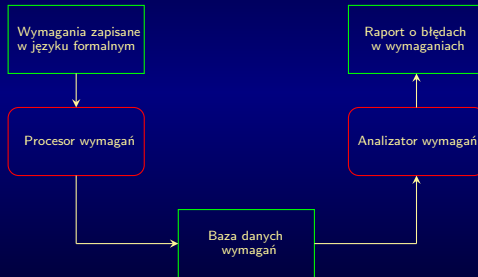 Wymagania zapisane
w języku formalnym
Raport o błędach
w wymaganiach
Procesor wymagań
Analizator wymagań
Baza danych
wymagań